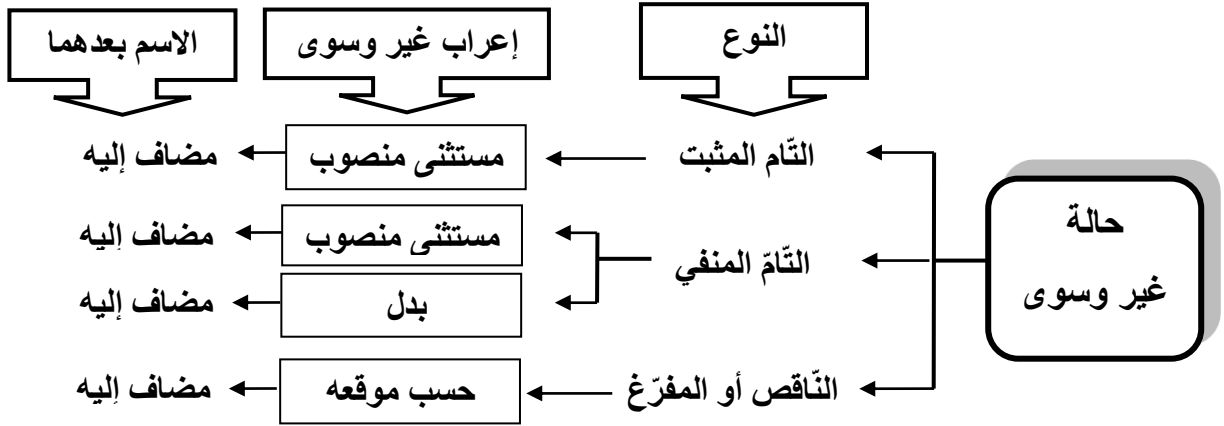 النوع
إعراب غير وسوى
الاسم بعدهما
حالة
غير وسوى
التّام المثبت
مستثنى منصوب
مضاف إليه
التّامّ المنفي
مستثنى منصوب
مضاف إليه
بدل
مضاف إليه
النّاقص أو المفرّغ
حسب موقعه
مضاف إليه